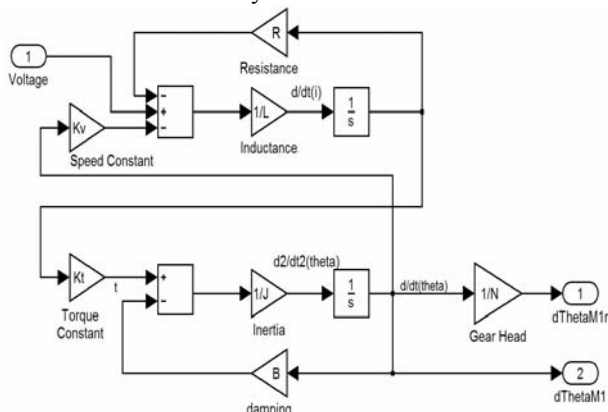 R
Resistance
1
Voltage
−
+
−
1/L
d/dt(i)
1
s
Inductance
Kv
Speed Constant
Kt
t
Torque
Constant
+
−
1/J
d2/dt2(theta)
Inertia
1
s
d/dt(theta)
1/N
Gear Head
1
dThetaM1r
B
damping
2
dThetaM1